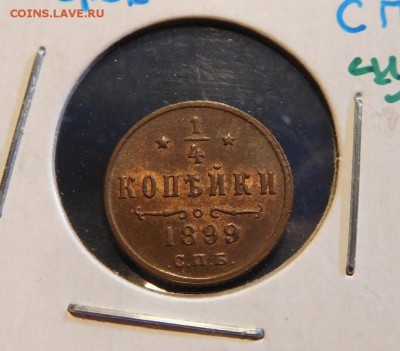 COINS.LAVE.RU
СП
1/4
КОПѢЙКИ
1899
С.П.Б.